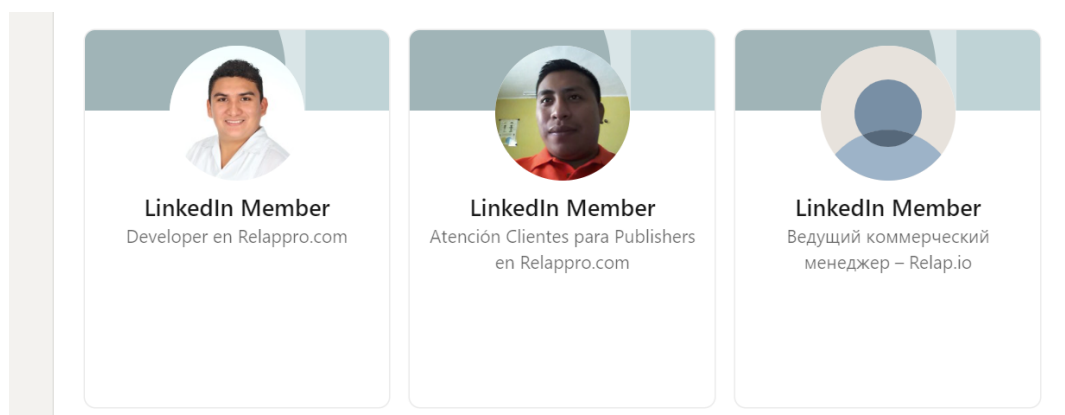 LinkedIn Member
Developer en Relappro.com
LinkedIn Member
Atención Clientes para Publishers
en Relappro.com
LinkedIn Member
Ведущий коммерческий
менеджер – Relap.io